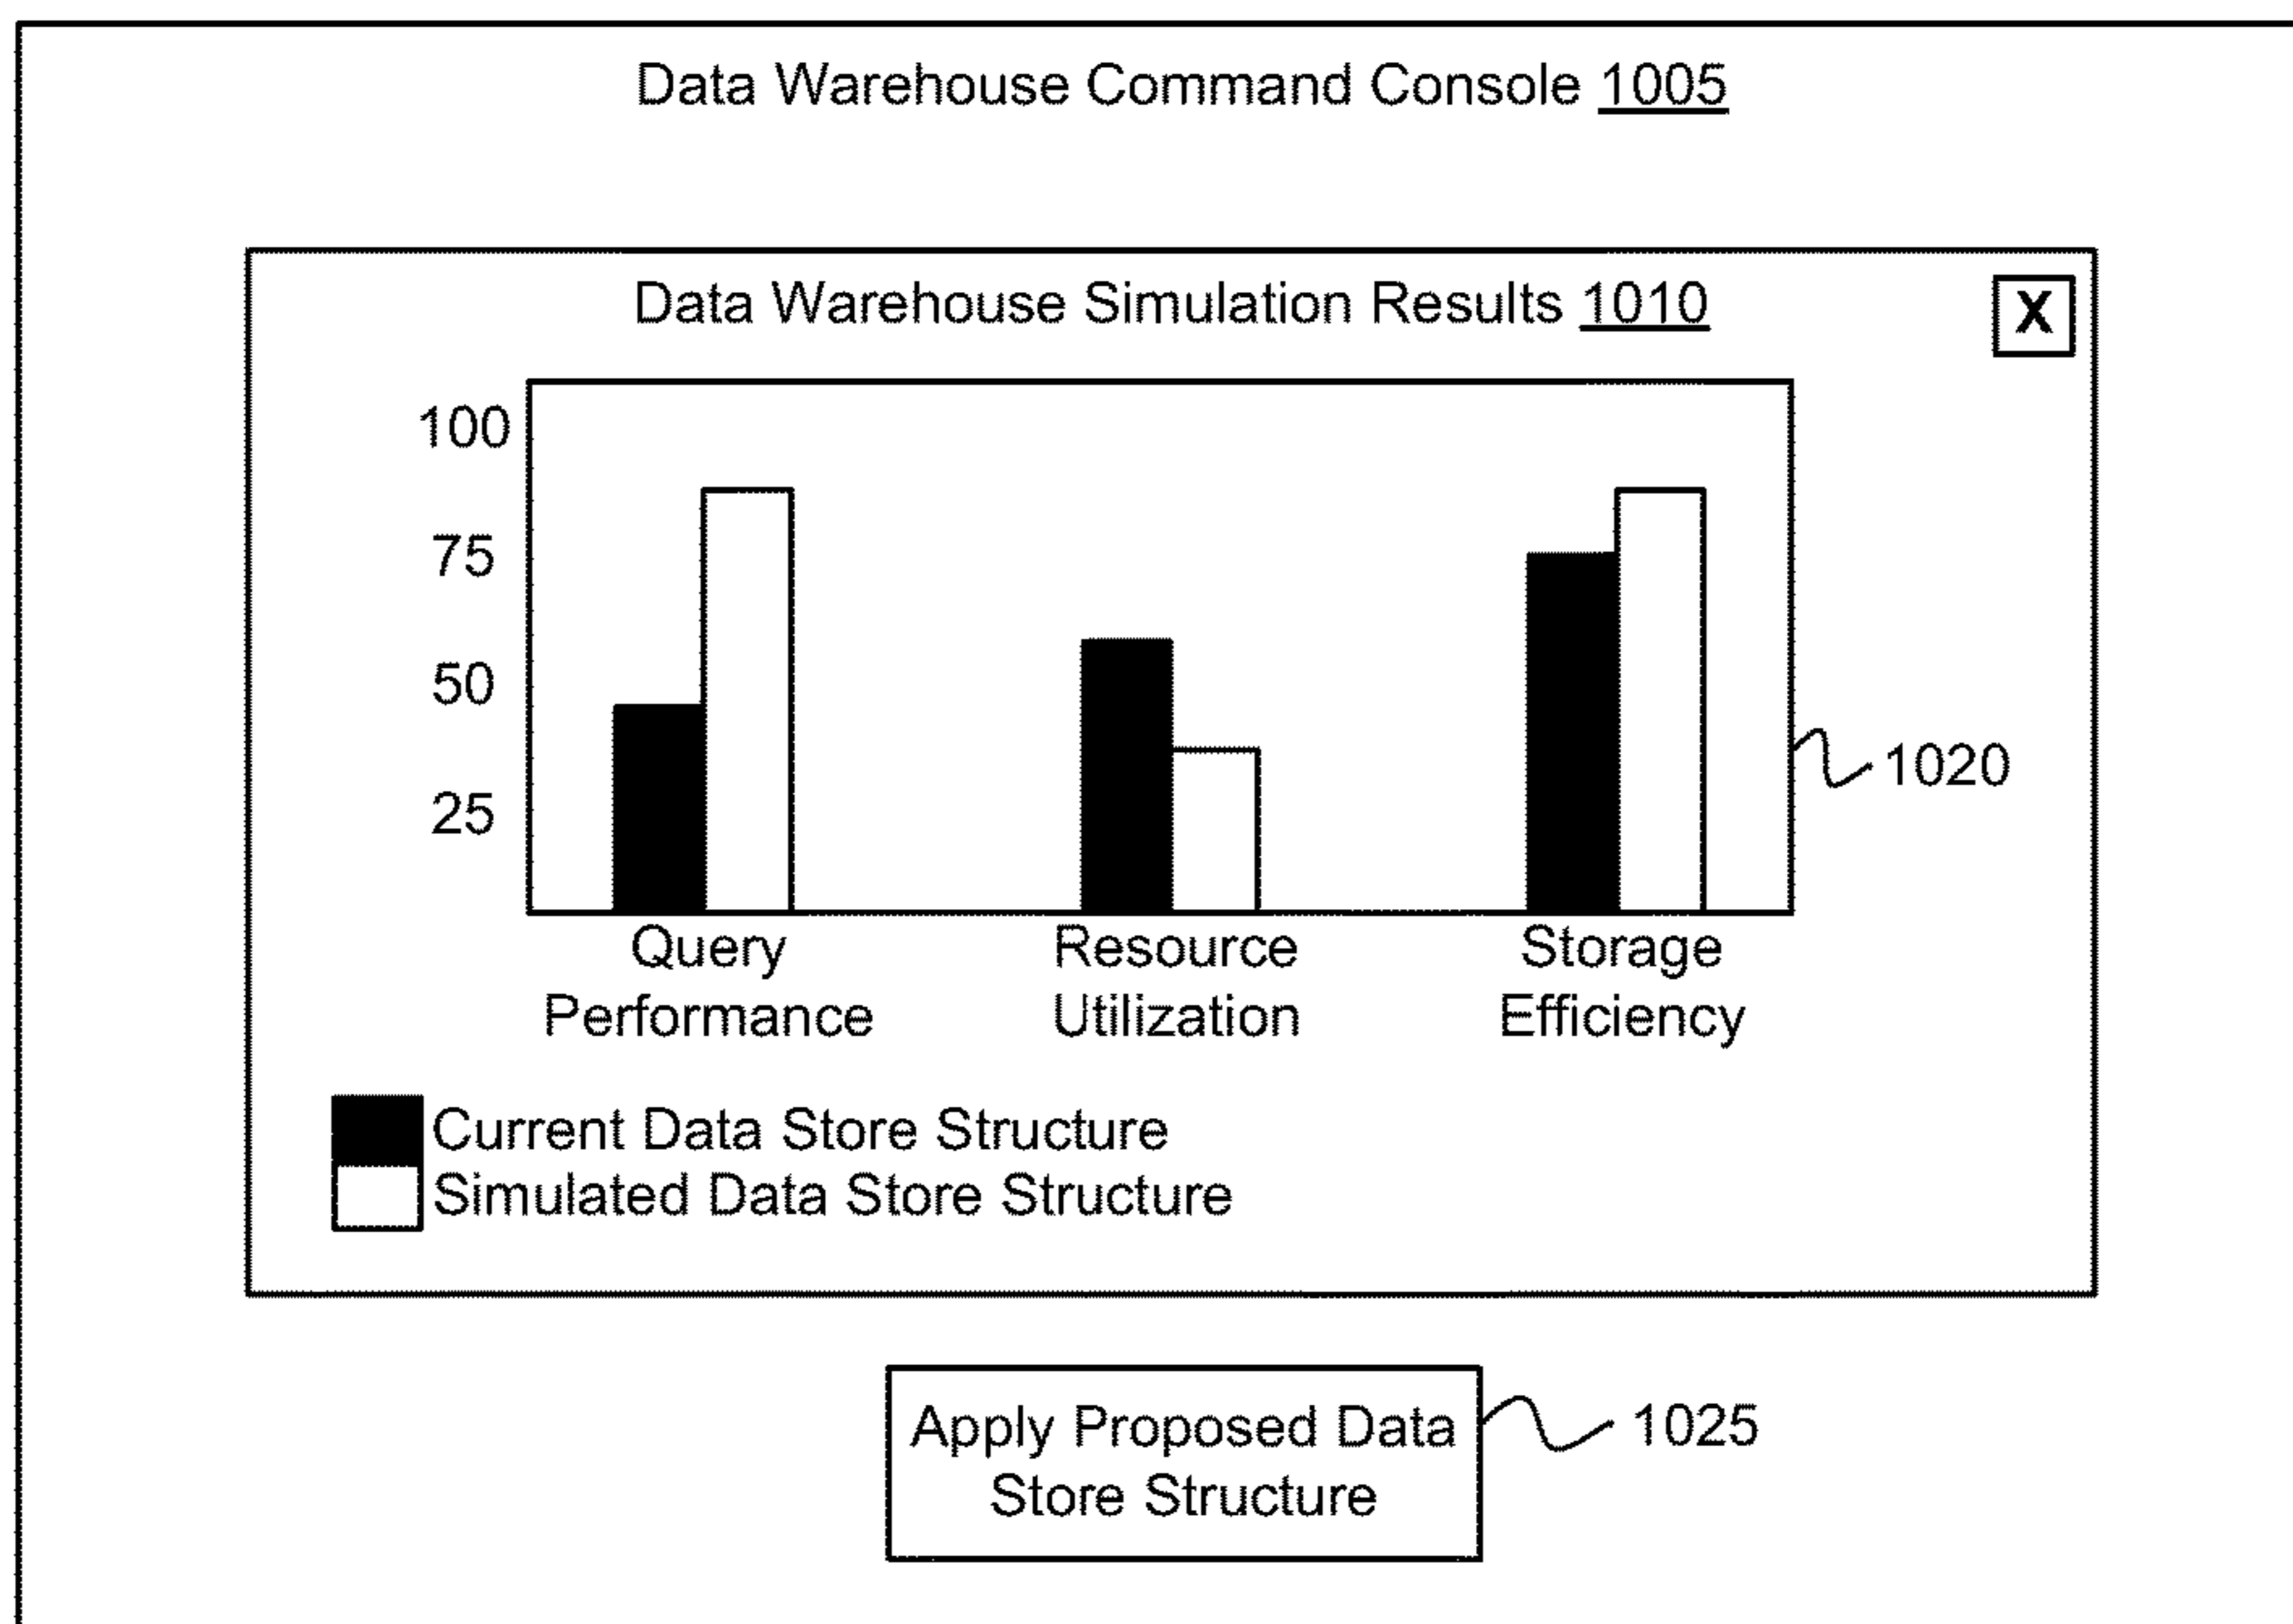 Data Warehouse Command Console 1005
Data Warehouse Simulation Results 1010
X
100
75
50
25
1020
Query Performance
Resource Utilization
Storage Efficiency
Current Data Store Structure
Simulated Data Store Structure
Apply Proposed Data
Store Structure
1025